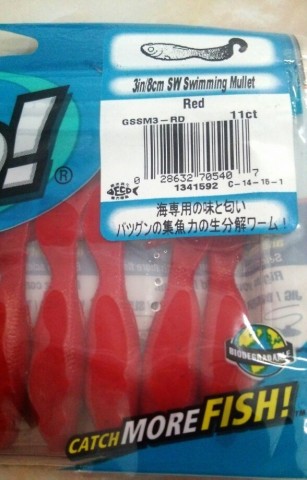 3in/8cm SW Swimming Mullet
Red
GSSM3-RD 11ct
0 28632 70540 7
1341592 C-14-15-1
海専用の味と匂い
バツグンの集魚力の生分解ワーム!
!®
BIODEGRADABLE
CATCH MORE FISH!™